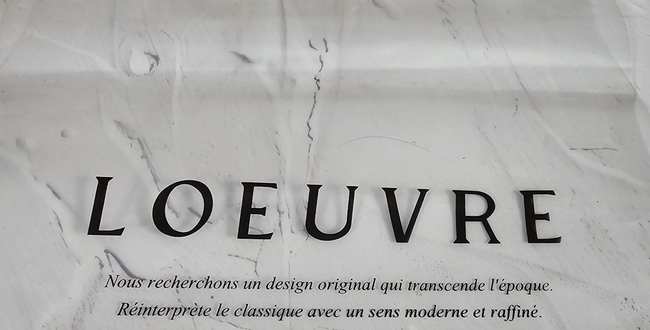 LOEUVRE
Nous recherchons un design original qui transcende l'époque.
Réinterprète le classique avec un sens moderne et raffiné.